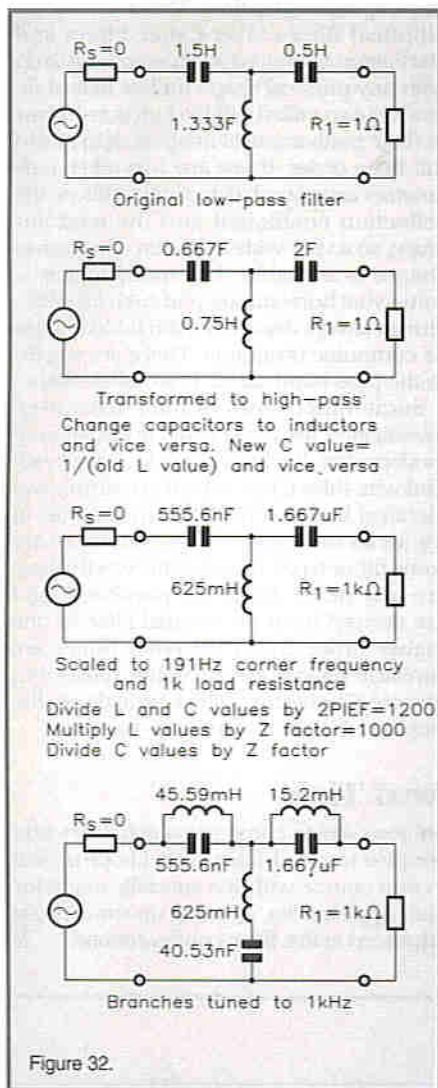 Rs=0
1.5H
0.5H
1.333F
R1=1Ω
Original low-pass filter
Rs=0
0.667F
2F
0.75H
R1=1Ω
Transformed to high-pass
Change capacitors to inductors
and vice versa. New C value=
1/(old L value) and vice versa
Rs=0
555.6nF
1.667uF
625mH
R1=1kΩ
Scaled to 191Hz corner frequency
and 1k load resistance
Divide L and C values by 2PIEF=1200
Multiply L values by Z factor=1000
Divide C values by Z factor
45.59mH
15.2mH
Rs=0
555.6nF
1.667uF
625mH
R1=1kΩ
40.53nF
Branches tuned to 1kHz
Figure 32.